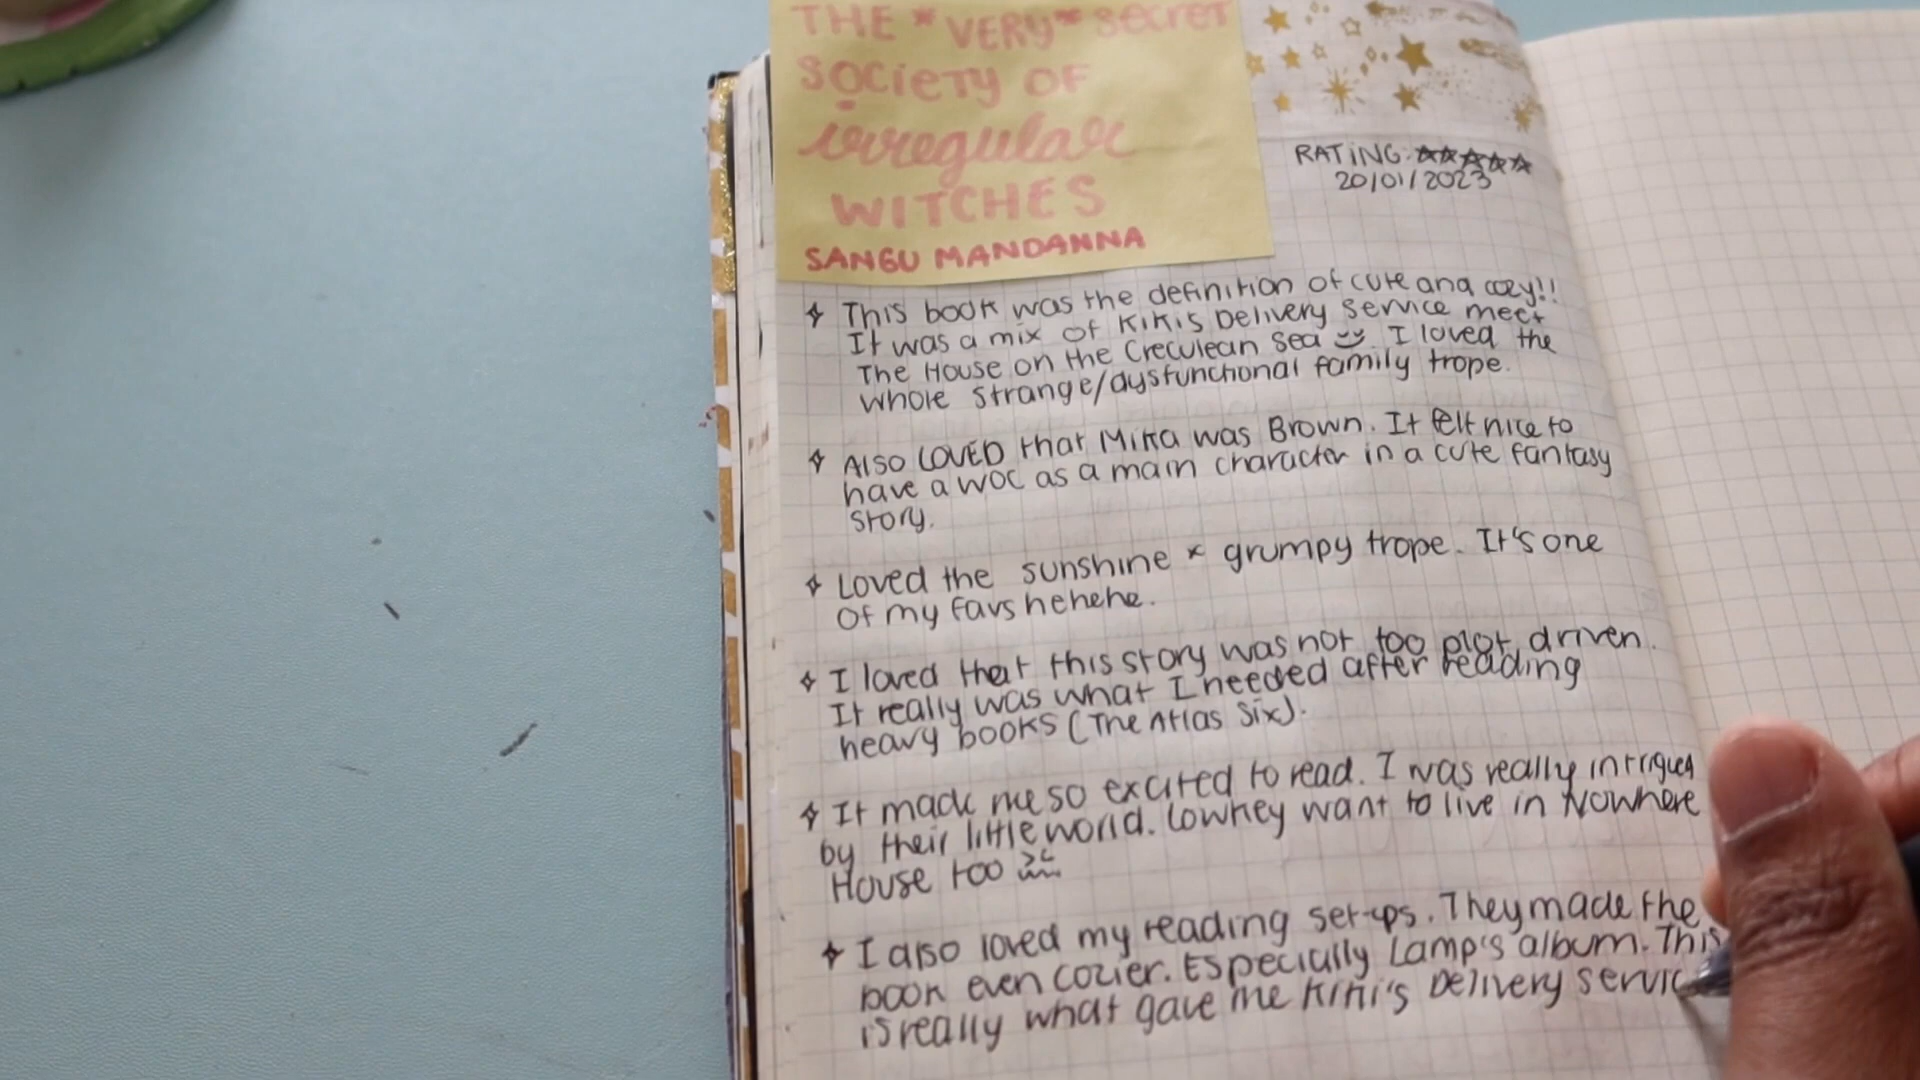 THE *VERY* secret
SOCIETY OF
irregular
WITCHES
SANGU MANDANNA
RATING: ☆☆☆☆☆
20/01/2023
This book was the definition of cute and cozy!!
It was a mix of Kikis Delivery Service meet
The House on the Creculean Sea. I loved the
whole strange/dysfunctional family trope.
Also LOVED that Mika was Brown. It felt nice to
have a WOC as a main character in a cute fantasy
story.
Loved the sunshine x grumpy trope. It's one
of my favs hehehe.
I loved that this story was not too plot driven.
It really was what I needed after reading
heavy books (The Atlas Six).
It made me so excited to read. I was really intrigued
by their little world. Lowkey want to live in Nowhere
House too
I also loved my reading set-ups. They made the
book even cozier. Especially Lamp's album. This
is really what gave me Kiki's Delivery Servic